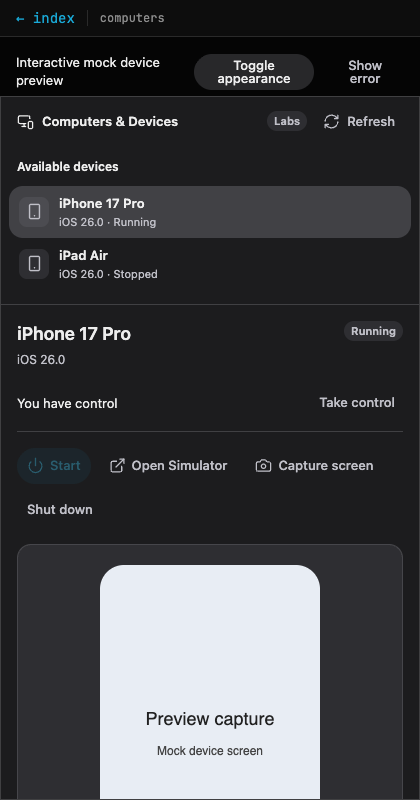 ← index
computers
Interactive mock device
preview
Toggle
appearance
Show
error
Computers & Devices
Labs
Refresh
Available devices
iPhone 17 Pro
iOS 26.0 · Running
iPad Air
iOS 26.0 · Stopped
iPhone 17 Pro
Running
iOS 26.0
You have control
Take control
Start
Open Simulator
Capture screen
Shut down
Preview capture
Mock device screen